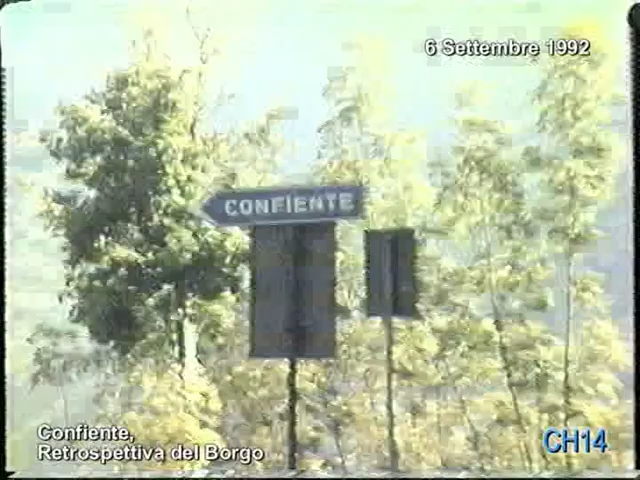 6 Settembre 1992
CONFIENTE
Confiente,
Retrospettiva del Borgo
CH14